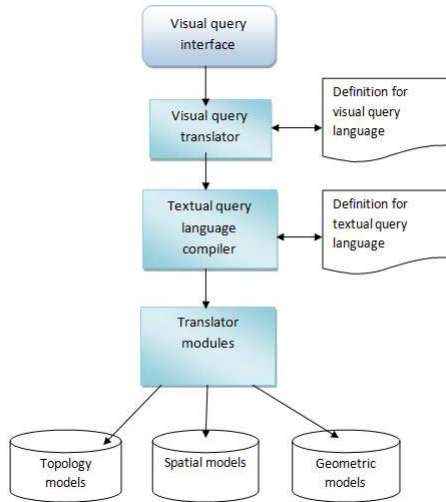 Visual query
interface
Visual query
translator
Definition for
visual query
language
Textual query
language
compiler
Definition for
textual query
language
Translator
modules
Topology
models
Spatial models
Geometric
models